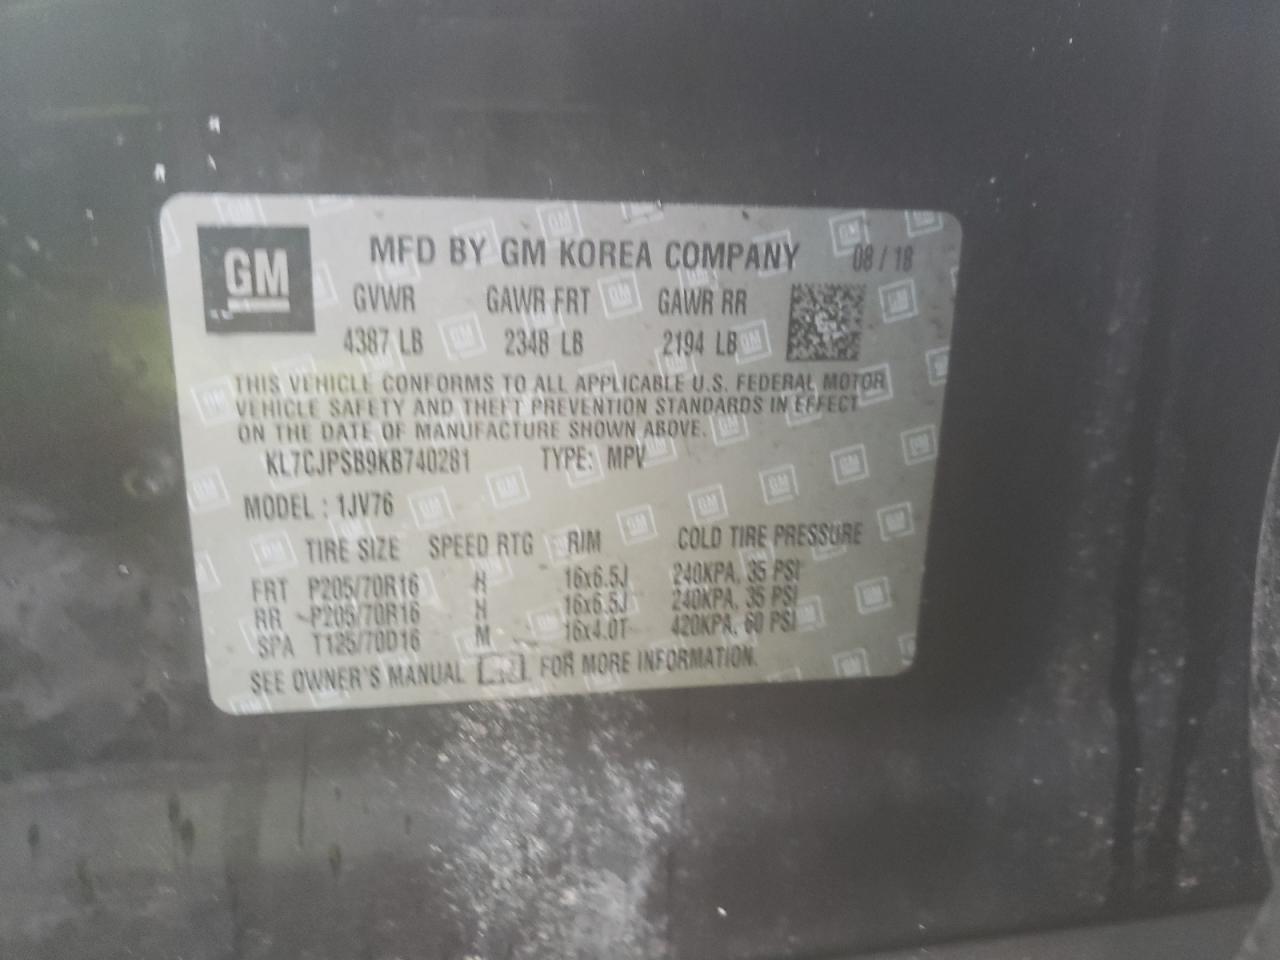 GM
MFD BY GM KOREA COMPANY 08 / 18
GVWR GAWR FRT GAWR RR
4387 LB 2348 LB 2194 LB
THIS VEHICLE CONFORMS TO ALL APPLICABLE U.S. FEDERAL MOTOR
VEHICLE SAFETY AND THEFT PREVENTION STANDARDS IN EFFECT
ON THE DATE OF MANUFACTURE SHOWN ABOVE.
KL7CJPSB9KB740281 TYPE: MPV
MODEL : 1JV76
TIRE SIZE SPEED RTG RIM COLD TIRE PRESSURE
FRT P205/70R16 H 16x6.5J 240KPA, 35 PSI
RR P205/70R16 H 16x6.5J 240KPA, 35 PSI
SPA T125/70D16 M 16x4.0T 420KPA, 60 PSI
SEE OWNER'S MANUAL FOR MORE INFORMATION.